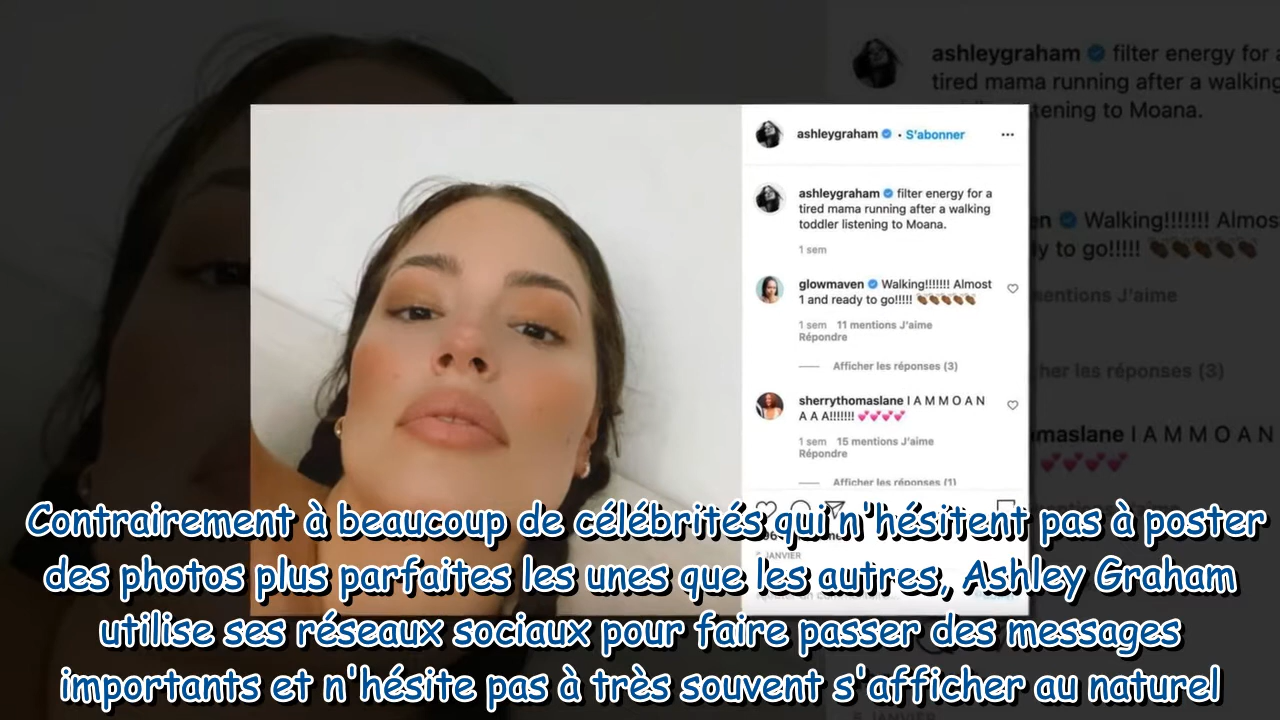 ashleygraham filter energy for a
tired mama running after a walking
tening to Moana.
ashleygraham • S'abonner
ashleygraham filter energy for a
tired mama running after a walking
toddler listening to Moana.
1 sem
glowmaven Walking!!!!!!! Almost
1 and ready to go!!!!! 👏🏾👏🏾👏🏾👏🏾👏🏾
1 sem 11 mentions J'aime
Répondre
Afficher les réponses (3)
sherrythomaslane I A M M O A N
A A A!!!!!!! 💕💕💕💕
1 sem 15 mentions J'aime
Répondre
Afficher les réponses (1)
JANVIER
en Walking!!!!!!! Almos
y to go!!!!! 👏🏾👏🏾👏🏾👏🏾👏🏾
mentions J'aime
her les réponses (3)
maslane I A M M O A N
💕💕💕💕
Contrairement à beaucoup de célébrités qui n'hésitent pas à poster
des photos plus parfaites les unes que les autres, Ashley Graham
utilise ses réseaux sociaux pour faire passer des messages
importants et n'hésite pas à très souvent s'afficher au naturel